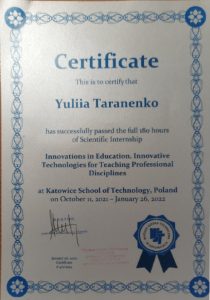 Certificate
This is to certify that
Yuliia Taranenko
has successfully passed the full 180 hours
of Scientific Internship
Innovations in Education, Innovative
Technologies for Teaching Professional
Disciplines
at Katowice School of Technology, Poland
on October 11, 2021 – January 26, 2022